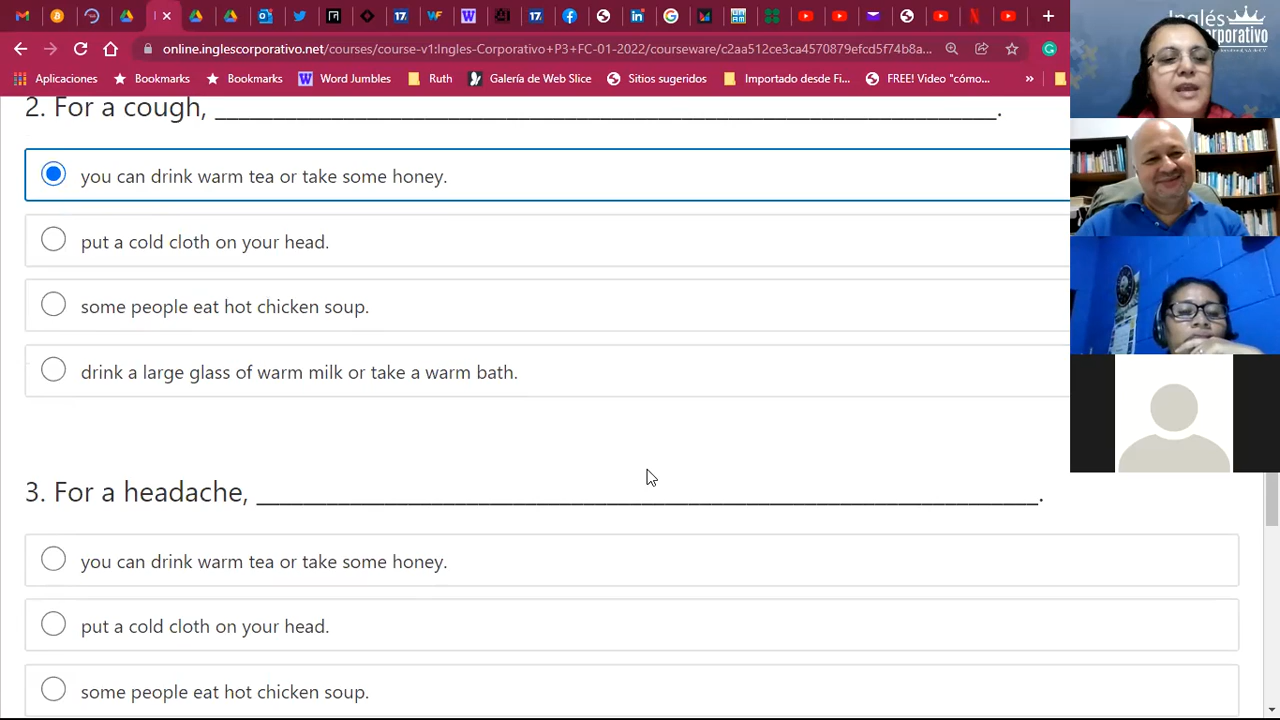 online.inglescorporativo.net/courses/course-v1:Ingles-Corporativo+P3+FC-01-2022/courseware/c2aa512ce3ca4570879efcd5f74b8a...
Aplicaciones Bookmarks Bookmarks Word Jumbles Ruth Galería de Web Slice Sitios sugeridos Importado desde Fi... FREE! Video "cómo... »
Inglés
Corporativo
2. For a cough, ____________.
you can drink warm tea or take some honey.
put a cold cloth on your head.
some people eat hot chicken soup.
drink a large glass of warm milk or take a warm bath.
3. For a headache, ____________.
you can drink warm tea or take some honey.
put a cold cloth on your head.
some people eat hot chicken soup.